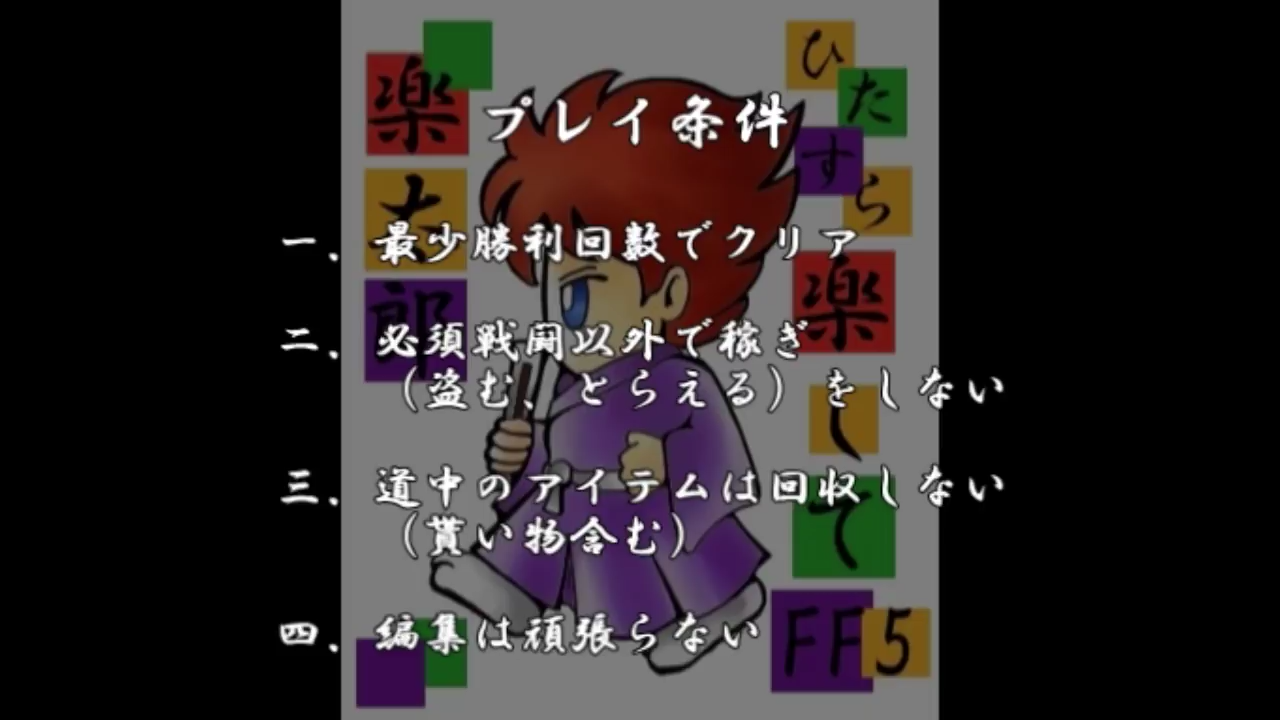 プレイ条件
一．最少勝利回数でクリア
二．必須戦闘以外で稼ぎ
（盗む、とらえる）をしない
三．道中のアイテムは回収しない
（貰い物含む）
四．編集は頑張らない
ひたすら楽して
FF5
楽太郎